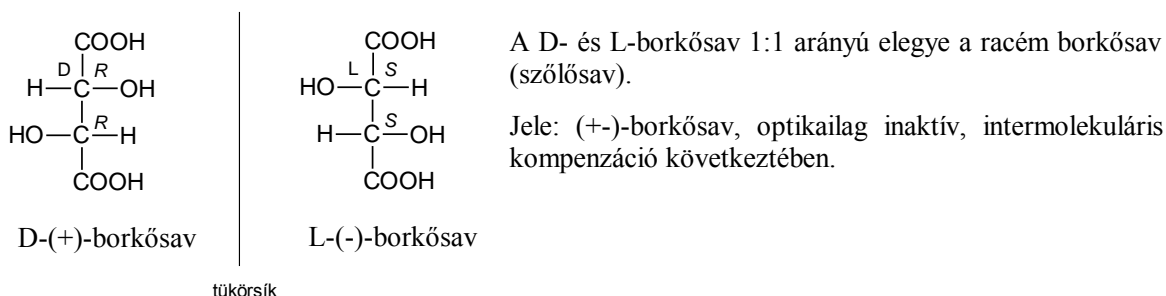 COOH
D R
H—C—OH
HO—C—H
R
COOH
D-(+)-borkősav
COOH
L S
HO—C—H
H—C—OH
S
COOH
L-(-)-borkősav
tükörsík
A D- és L-borkősav 1:1 arányú elegye a racém borkősav
(szőlősav).
Jele: (+-)-borkősav, optikailag inaktív, intermolekuláris
kompenzáció következtében.